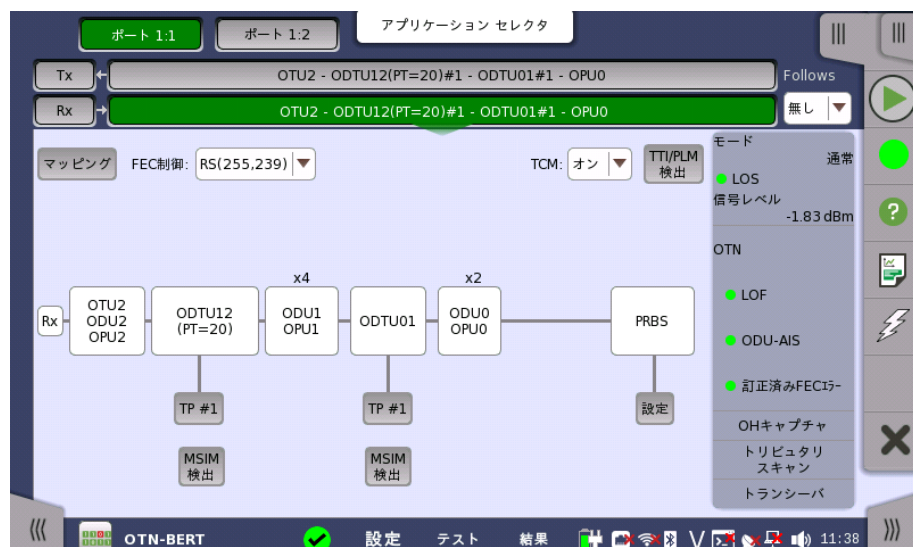 アプリケーション セレクタ
ポート 1:1
ポート 1:2
Tx
OTU2 - ODTU12(PT=20)#1 - ODTU01#1 - OPU0
Follows
Rx
OTU2 - ODTU12(PT=20)#1 - ODTU01#1 - OPU0
無し
マッピング
FEC制御:
RS(255,239)
TCM:
オン
TTI/PLM
検出
モード
通常
LOS
信号レベル
-1.83 dBm
OTN
LOF
ODU-AIS
訂正済みFECエラー
OHキャプチャ
トリビュタリ
スキャン
トランシーバ
x4
x2
Rx
OTU2
ODU2
OPU2
ODTU12
(PT=20)
ODU1
OPU1
ODTU01
ODU0
OPU0
PRBS
TP #1
TP #1
設定
MSIM
検出
MSIM
検出
OTN-BERT
設定
テスト
結果
11:38